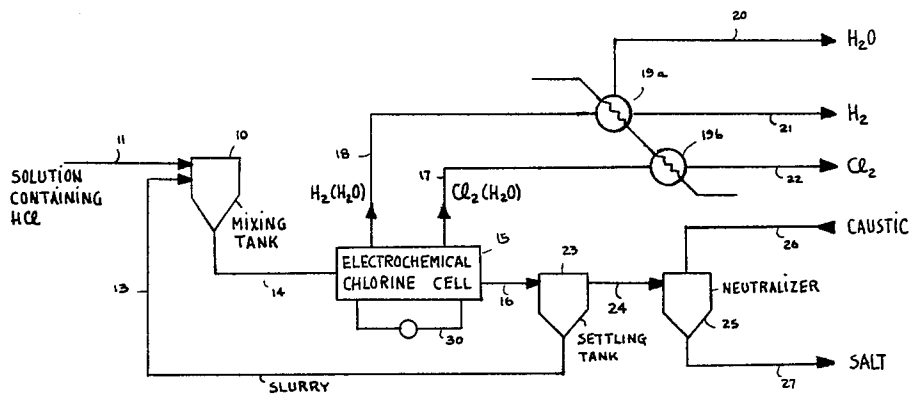 20
H₂O
19a
H₂
21
10
11
18
19b
17
Cl₂
22
SOLUTION
CONTAINING
HCl
H₂(H₂O)
Cl₂(H₂O)
MIXING
TANK
15
26
CAUSTIC
ELECTROCHEMICAL
CHLORINE CELL
23
13
14
16
24
NEUTRALIZER
25
30
SETTLING
TANK
SLURRY
27
SALT